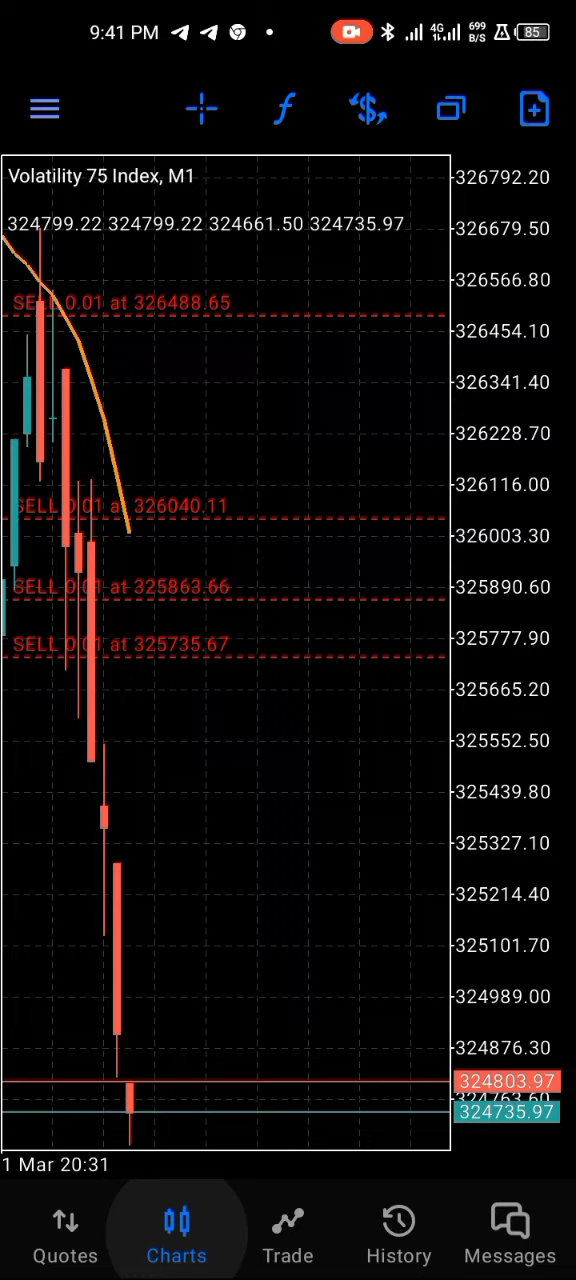 9:41 PM 4G 699 B/S 85
Volatility 75 Index, M1
324799.22 324799.22 324661.50 324735.97
SELL 0.01 at 326488.65
SELL 0.01 at 326040.11
SELL 0.01 at 325863.66
SELL 0.01 at 325735.67
326792.20
326679.50
326566.80
326454.10
326341.40
326228.70
326116.00
326003.30
325890.60
325777.90
325665.20
325552.50
325439.80
325327.10
325214.40
325101.70
324989.00
324876.30
324803.97
324763.60
324735.97
1 Mar 20:31
Quotes Charts Trade History Messages